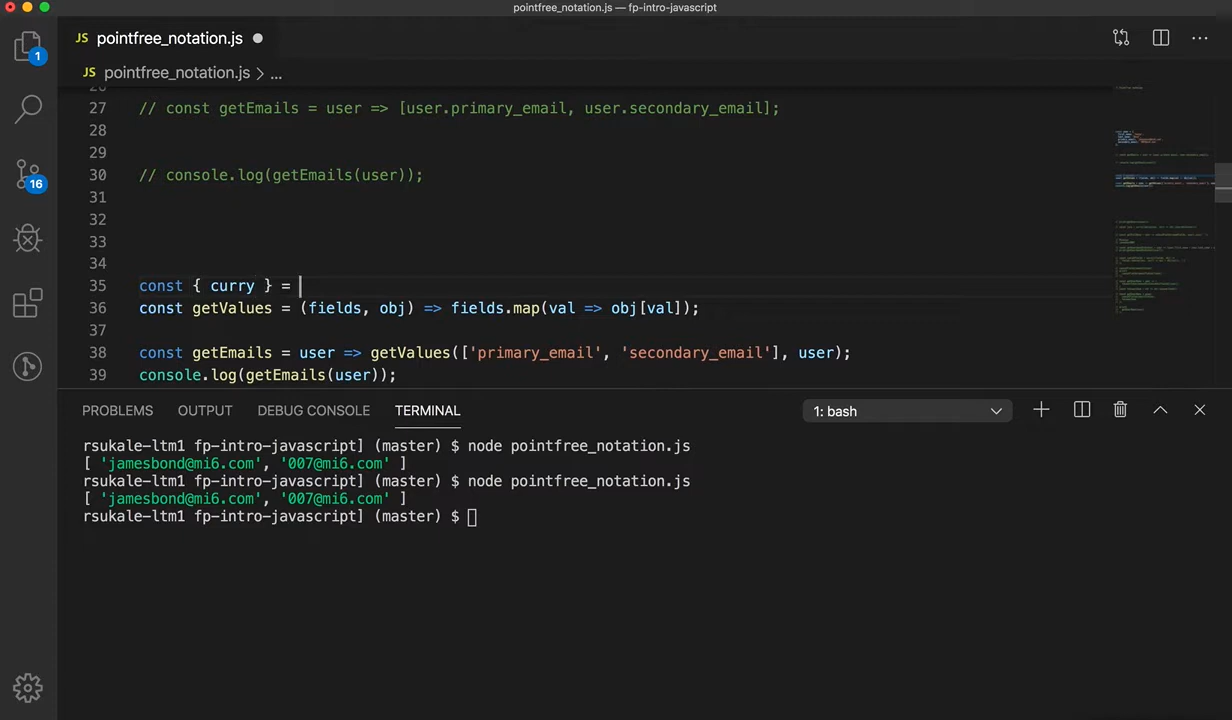 pointfree_notation.js — fp-intro-javascript
JS pointfree_notation.js
JS pointfree_notation.js > ...
1
16
26
27 // const getEmails = user => [user.primary_email, user.secondary_email];
28
29
30 // console.log(getEmails(user));
31
32
33
34
35 const { curry } =
36 const getValues = (fields, obj) => fields.map(val => obj[val]);
37
38 const getEmails = user => getValues(['primary_email', 'secondary_email'], user);
39 console.log(getEmails(user));
PROBLEMS OUTPUT DEBUG CONSOLE TERMINAL 1: bash
rsukale-ltm1 fp-intro-javascript] (master) $ node pointfree_notation.js
[ 'jamesbond@mi6.com', '007@mi6.com' ]
rsukale-ltm1 fp-intro-javascript] (master) $ node pointfree_notation.js
[ 'jamesbond@mi6.com', '007@mi6.com' ]
rsukale-ltm1 fp-intro-javascript] (master) $